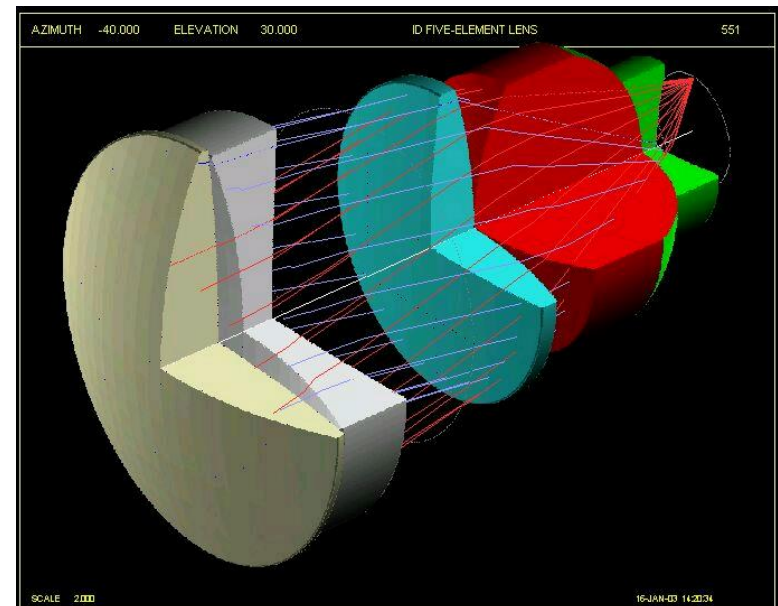 AZIMUTH -40.000 ELEVATION 30.000 ID FIVE-ELEMENT LENS 551
SCALE 2.000 16-JAN-03 14:20:34